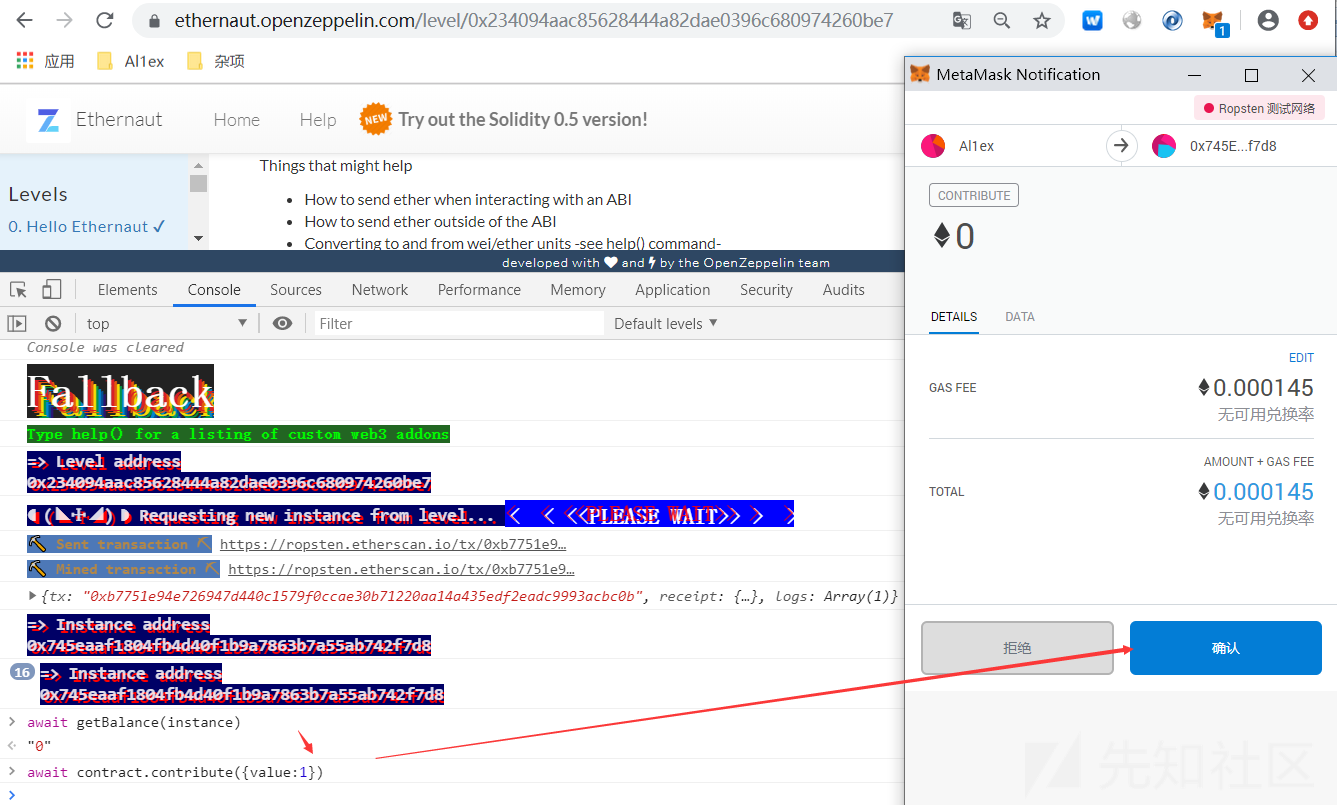 ethernaut.openzeppelin.com/level/0x234094aac85628444a82dae0396c680974260be7
1
应用 Al1ex 杂项
Ethernaut Home Help NEW Try out the Solidity 0.5 version!
Levels
0. Hello Ethernaut ✓
Things that might help
• How to send ether when interacting with an ABI
• How to send ether outside of the ABI
• Converting to and from wei/ether units -see help() command-
developed with ❤ and ⚡ by the OpenZeppelin team
Elements Console Sources Network Performance Memory Application Security Audits
top ▼ Filter Default levels ▼
Console was cleared
Fallback
Type help() for a listing of custom web3 addons
=> Level address
0x234094aac85628444a82dae0396c680974260be7
Requesting new instance from level... < < <<PLEASE WAIT>> > >
Sent transaction https://ropsten.etherscan.io/tx/0xb7751e9…
Mined transaction https://ropsten.etherscan.io/tx/0xb7751e9…
{tx: "0xb7751e94e726947d440c1579f0ccae30b71220aa14a435edf2eadc9993acbc0b", receipt: {…}, logs: Array(1)}
=> Instance address
0x745eaaf1804fb4d40f1b9a7863b7a55ab742f7d8
16 => Instance address
0x745eaaf1804fb4d40f1b9a7863b7a55ab742f7d8
> await getBalance(instance)
"0"
> await contract.contribute({value:1})
>
MetaMask Notification
Ropsten 测试网络
Al1ex 0x745E...f7d8
CONTRIBUTE
0
DETAILS DATA
EDIT
GAS FEE 0.000145
无可用兑换率
AMOUNT + GAS FEE
TOTAL 0.000145
无可用兑换率
拒绝 确认
先知社区